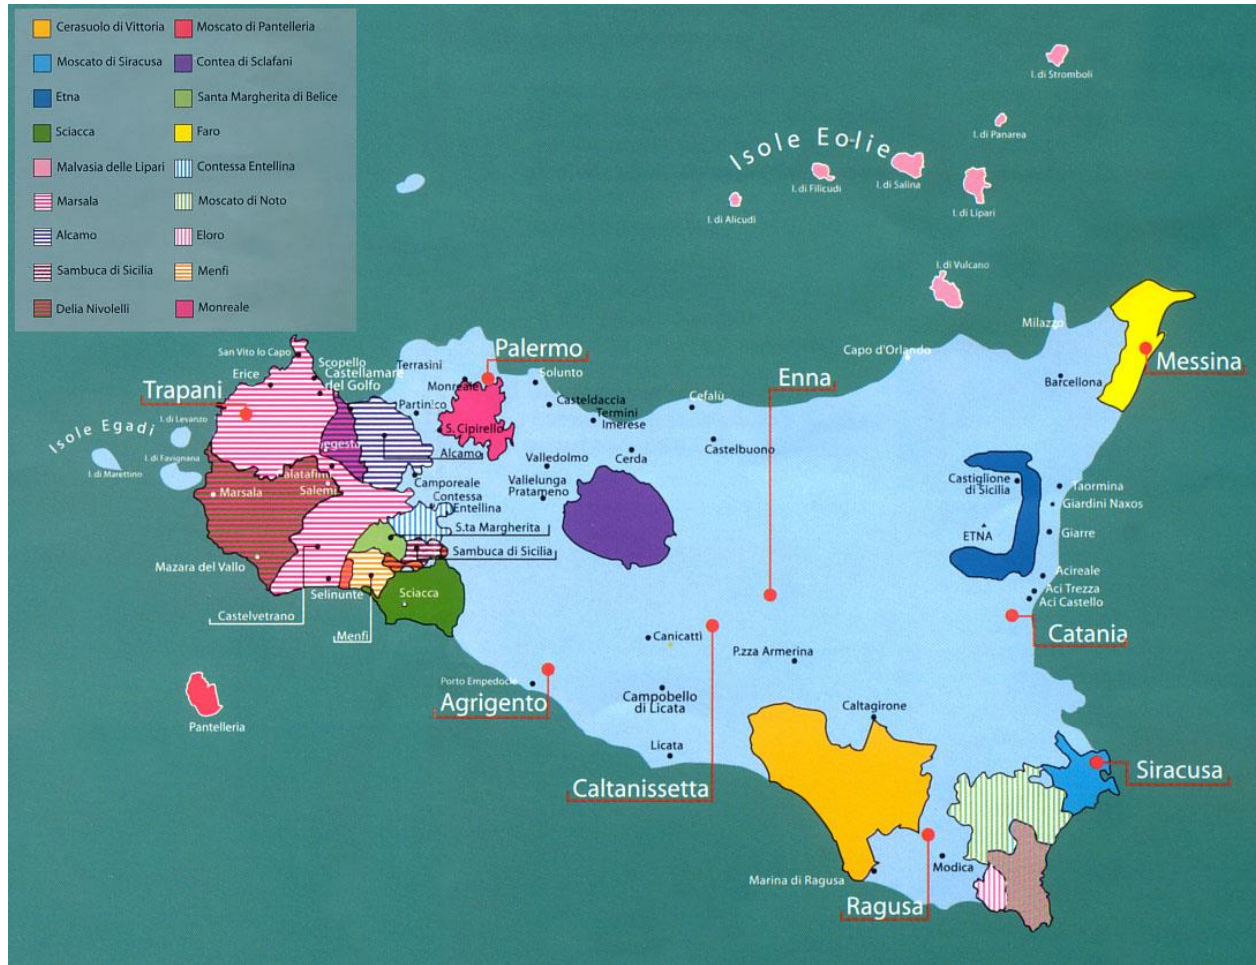 Cerasuolo di Vittoria
Moscato di Pantelleria
Moscato di Siracusa
Contea di Sclafani
Etna
Santa Margherita di Belice
Sciacca
Faro
Malvasia delle Lipari
Contessa Entellina
Marsala
Moscato di Noto
Alcamo
Eloro
Sambuca di Sicilia
Menfi
Delia Nivolelli
Monreale
I. di Stromboli
I. di Panarea
Isole Eolie
I. di Filicudi
I. di Salina
I. di Alicudi
I. di Lipari
I. di Vulcano
Milazzo
Messina
Capo d'Orlando
Barcellona
San Vito lo Capo
Scopello
Erice
Castellamare
del Golfo
Trapani
Terrasini
Palermo
Monreale
Solunto
Partinico
Casteldaccia
Termini
Imerese
Cefalù
Enna
S. Cipirello
Alcamo
Castelbuono
Cerda
Valledolmo
Vallelunga
Pratameno
Isole Egadi
I. di Levanzo
I. di Favignana
I. di Marettino
Segesta
Calatafimi
Salemi
Marsala
Camporeale
Contessa
Entellina
S.ta Margherita
Sambuca di Sicilia
Castiglione
di Sicilia
Taormina
Giardini Naxos
ETNA
Giarre
Acireale
Aci Trezza
Aci Castello
Catania
Mazara del Vallo
Selinunte
Sciacca
Castelvetrano
Menfi
Canicattì
P.zza Armerina
Porto Empedocle
Agrigento
Campobello
di Licata
Caltagirone
Pantelleria
Licata
Caltanissetta
Siracusa
Modica
Marina di Ragusa
Ragusa